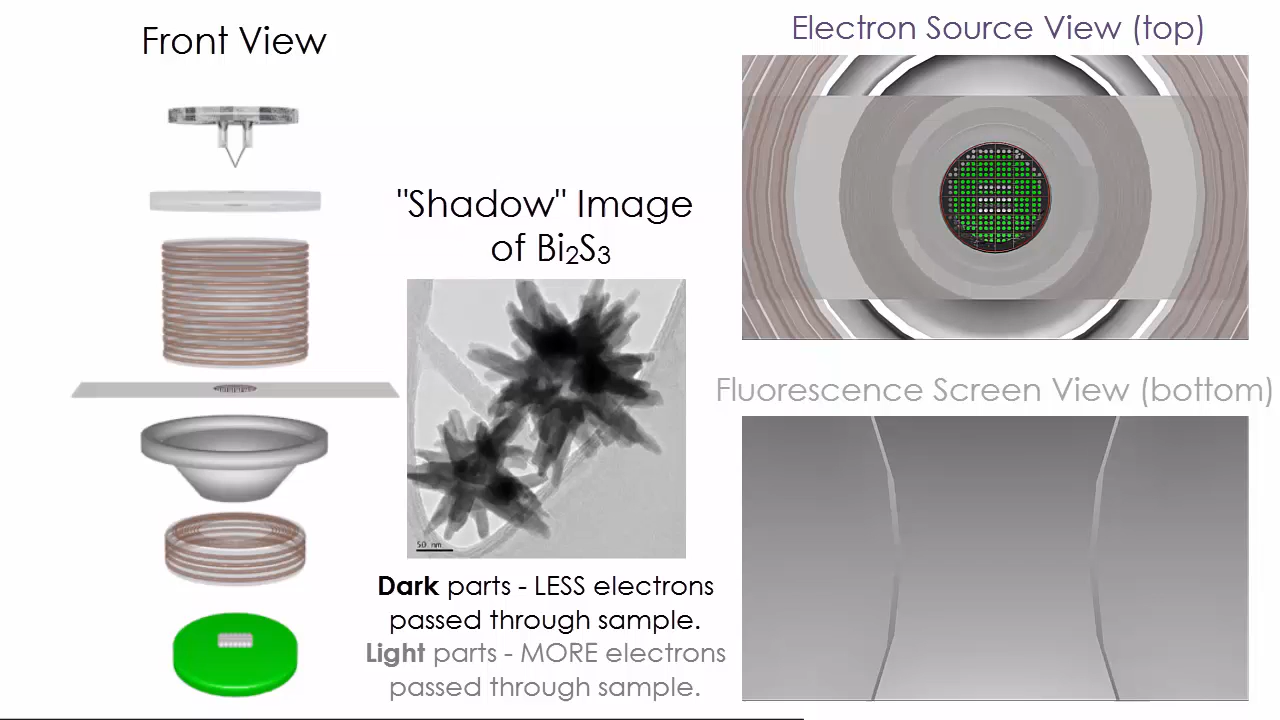 Front View
"Shadow" Image
of Bi₂S₃
50 nm
Dark parts - LESS electrons
passed through sample.
Light parts - MORE electrons
passed through sample.
Electron Source View (top)
Fluorescence Screen View (bottom)